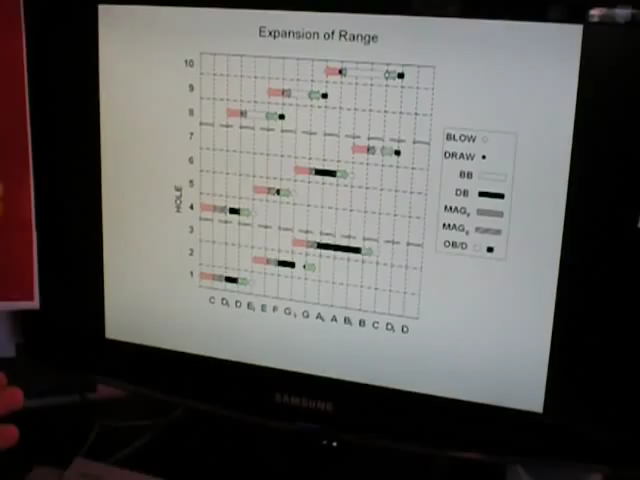 Expansion of Range
10
9
8
7
6
5
4
3
2
1
HOLE
C D♭ D E♭ E F G♭ G A♭ A B♭ B C D♭ D
BLOW
DRAW
BB
DB
MAG
MAG
OB/D
SAMSUNG